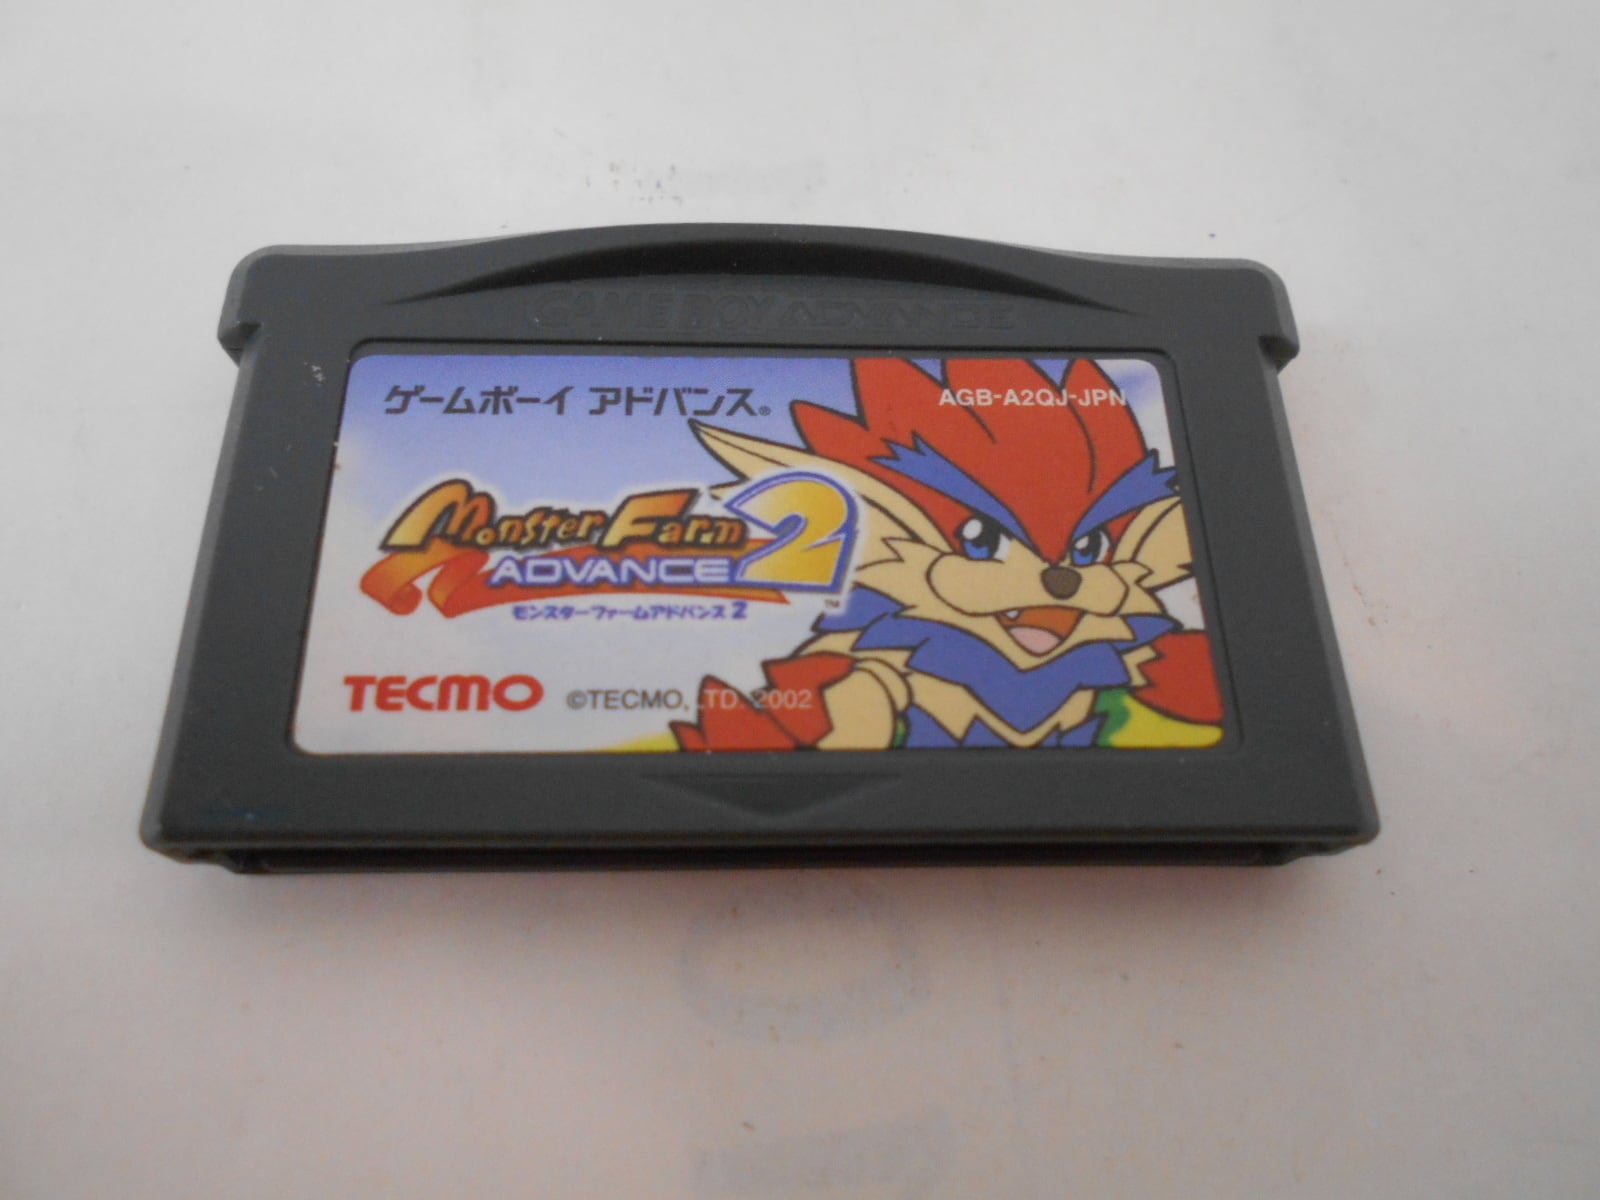 GAME BOY ADVANCE
ゲームボーイ アドバンス®
AGB-A2QJ-JPN
Monster Farm
ADVANCE 2™
モンスターファームアドバンス2
TECMO ©TECMO, LTD. 2002